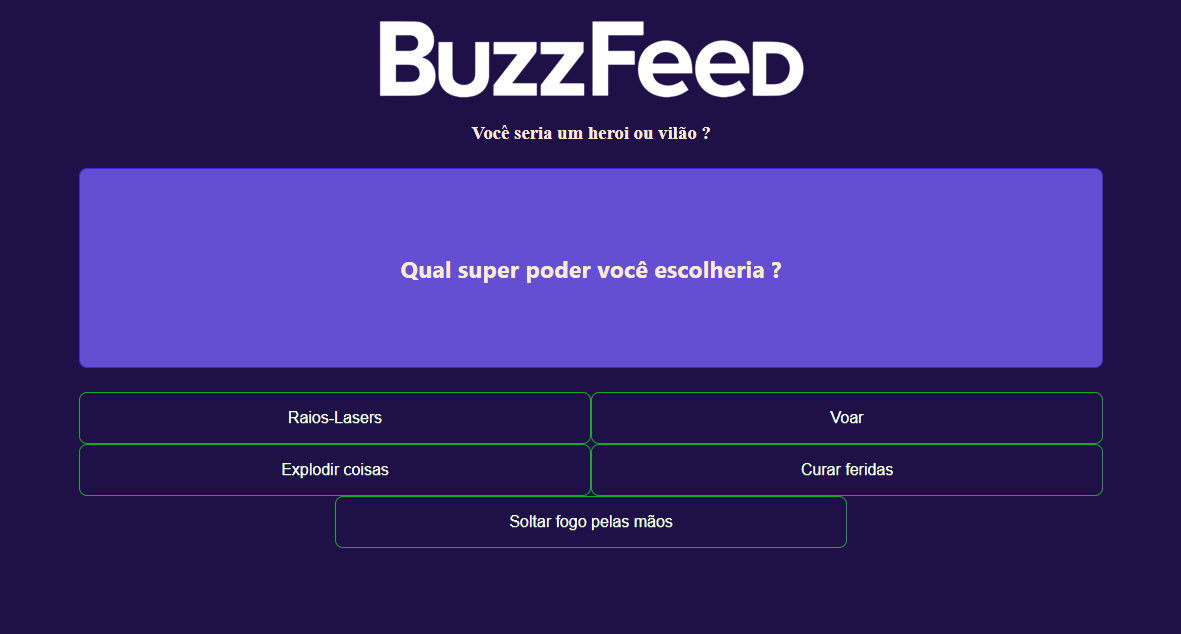 BuzzFeed
Você seria um heroi ou vilão ?
Qual super poder você escolheria ?
Raios-Lasers
Voar
Explodir coisas
Curar feridas
Soltar fogo pelas mãos